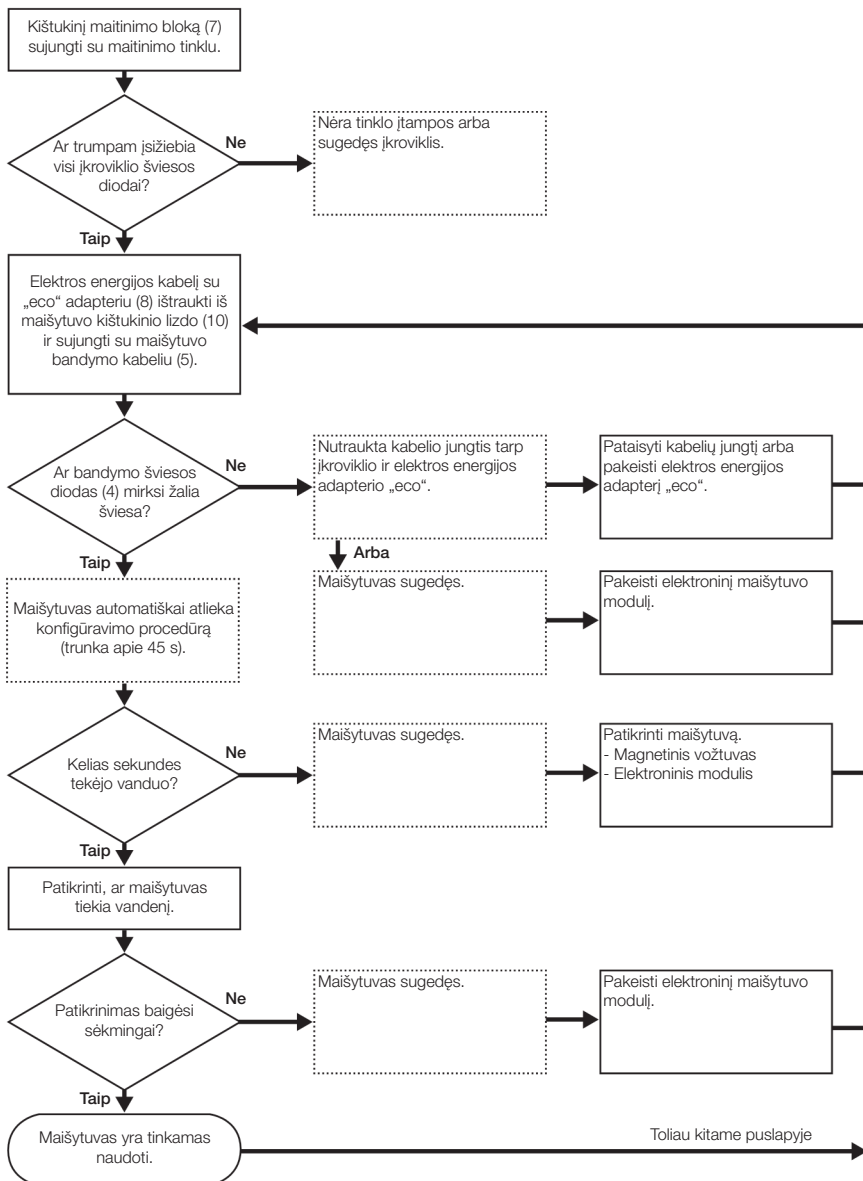 Kištukinį maitinimo bloką (7)
sujungti su maitinimo tinklu.
Ar trumpam įsižiebia
visi įkroviklio šviesos
diodai?
Ne
Nėra tinklo įtampos arba
sugedęs įkroviklis.
Taip
Elektros energijos kabelį su
„eco“ adapteriu (8) ištraukti iš
maišytuvo kištukinio lizdo (10)
ir sujungti su maišytuvo
bandymo kabeliu (5).
Ar bandymo šviesos
diodas (4) mirksi žalia
šviesa?
Ne
Nutraukta kabelio jungtis tarp
įkroviklio ir elektros energijos
adapterio „eco“.
Pataisyti kabelių jungtį arba
pakeisti elektros energijos
adapterį „eco“.
Taip
Arba
Maišytuvas automatiškai atlieka
konfigūravimo procedūrą
(trunka apie 45 s).
Maišytuvas sugedęs.
Pakeisti elektroninį maišytuvo
modulį.
Kelias sekundes
tekėjo vanduo?
Ne
Maišytuvas sugedęs.
Patikrinti maišytuvą.
- Magnetinis vožtuvas
- Elektroninis modulis
Taip
Patikrinti, ar maišytuvas
tiekia vandenį.
Patikrinimas baigėsi
sėkmingai?
Ne
Maišytuvas sugedęs.
Pakeisti elektroninį maišytuvo
modulį.
Taip
Maišytuvas yra tinkamas
naudoti.
Toliau kitame puslapyje